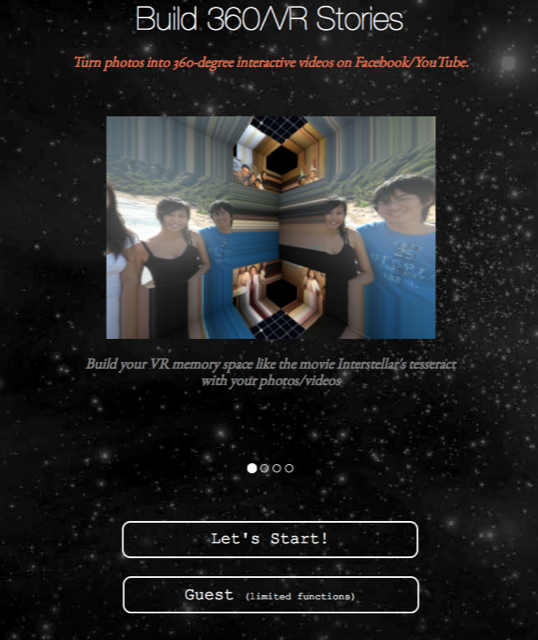 Build 360/VR Stories
Turn photos into 360-degree interactive videos on Facebook/YouTube.
Build your VR memory space like the movie Interstellar's tesseract
with your photos/videos
Let's Start!
Guest (limited functions)